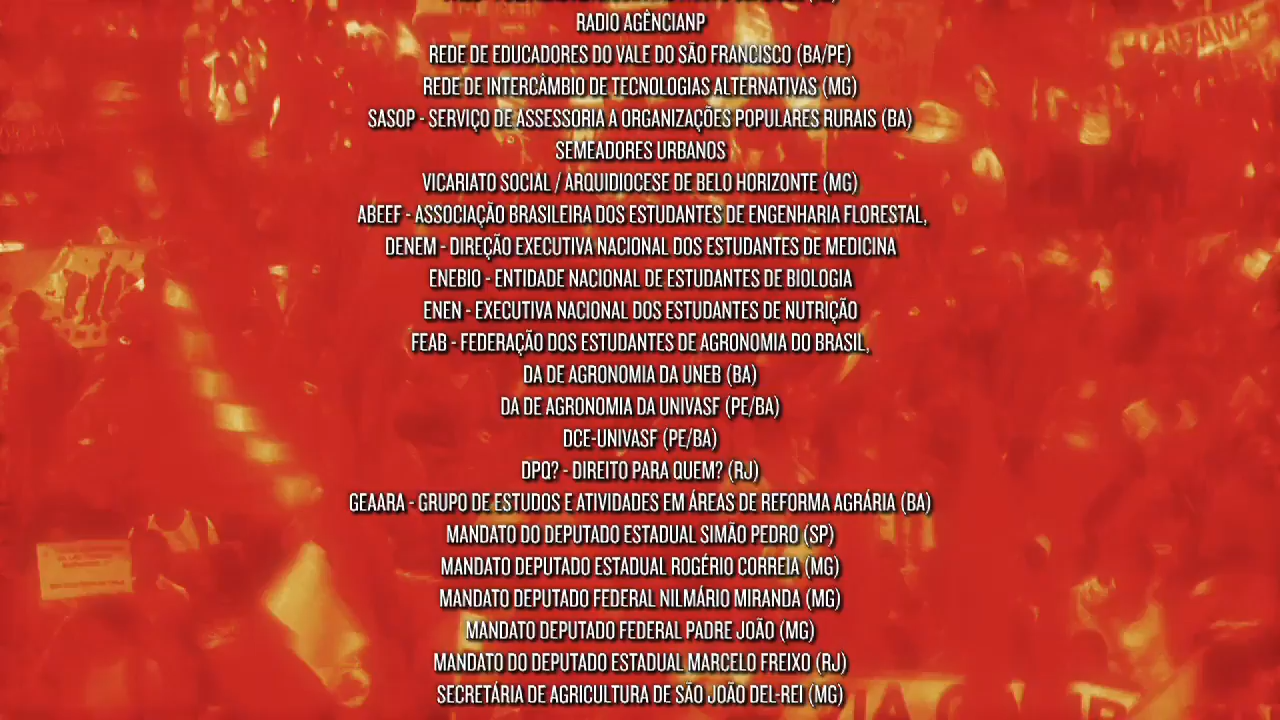 RADIO AGÊNCIANP
REDE DE EDUCADORES DO VALE DO SÃO FRANCISCO (BA/PE)
REDE DE INTERCÂMBIO DE TECNOLOGIAS ALTERNATIVAS (MG)
SASOP - SERVIÇO DE ASSESSORIA A ORGANIZAÇÕES POPULARES RURAIS (BA)
SEMEADORES URBANOS
VICARIATO SOCIAL / ARQUIDIOCESE DE BELO HORIZONTE (MG)
ABEEF - ASSOCIAÇÃO BRASILEIRA DOS ESTUDANTES DE ENGENHARIA FLORESTAL,
DENEM - DIREÇÃO EXECUTIVA NACIONAL DOS ESTUDANTES DE MEDICINA
ENEBIO - ENTIDADE NACIONAL DE ESTUDANTES DE BIOLOGIA
ENEN - EXECUTIVA NACIONAL DOS ESTUDANTES DE NUTRIÇÃO
FEAB - FEDERAÇÃO DOS ESTUDANTES DE AGRONOMIA DO BRASIL,
DA DE AGRONOMIA DA UNEB (BA)
DA DE AGRONOMIA DA UNIVASF (PE/BA)
DCE-UNIVASF (PE/BA)
DPQ? - DIREITO PARA QUEM? (RJ)
GEAARA - GRUPO DE ESTUDOS E ATIVIDADES EM ÁREAS DE REFORMA AGRÁRIA (BA)
MANDATO DO DEPUTADO ESTADUAL SIMÃO PEDRO (SP)
MANDATO DEPUTADO ESTADUAL ROGÉRIO CORREIA (MG)
MANDATO DEPUTADO FEDERAL NILMÁRIO MIRANDA (MG)
MANDATO DEPUTADO FEDERAL PADRE JOÃO (MG)
MANDATO DO DEPUTADO ESTADUAL MARCELO FREIXO (RJ)
SECRETÁRIA DE AGRICULTURA DE SÃO JOÃO DEL-REI (MG)